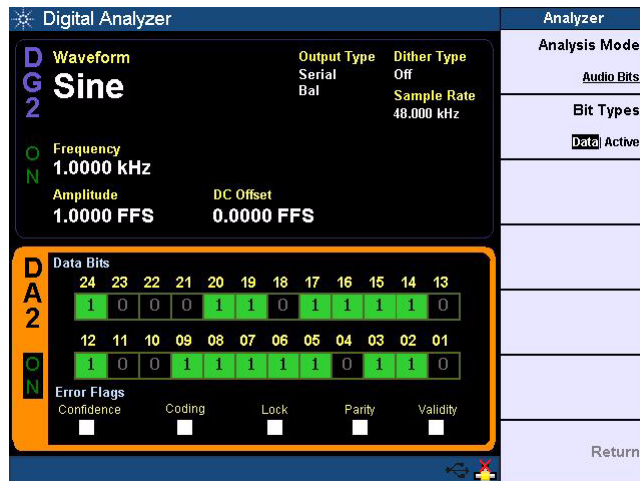 Digital Analyzer
DG2
ON
Waveform
Sine
Output Type
Serial
Bal
Dither Type
Off
Sample Rate
48.000 kHz
Frequency
1.0000 kHz
Amplitude
1.0000 FFS
DC Offset
0.0000 FFS
DA2
ON
Data Bits
24 23 22 21 20 19 18 17 16 15 14 13
1 0 0 0 1 1 0 1 1 1 1 0
12 11 10 09 08 07 06 05 04 03 02 01
1 0 0 1 1 1 1 1 0 1 1 0
Error Flags
Confidence Coding Lock Parity Validity
Analyzer
Analysis Mode
Audio Bits
Bit Types
Data| Active
Return